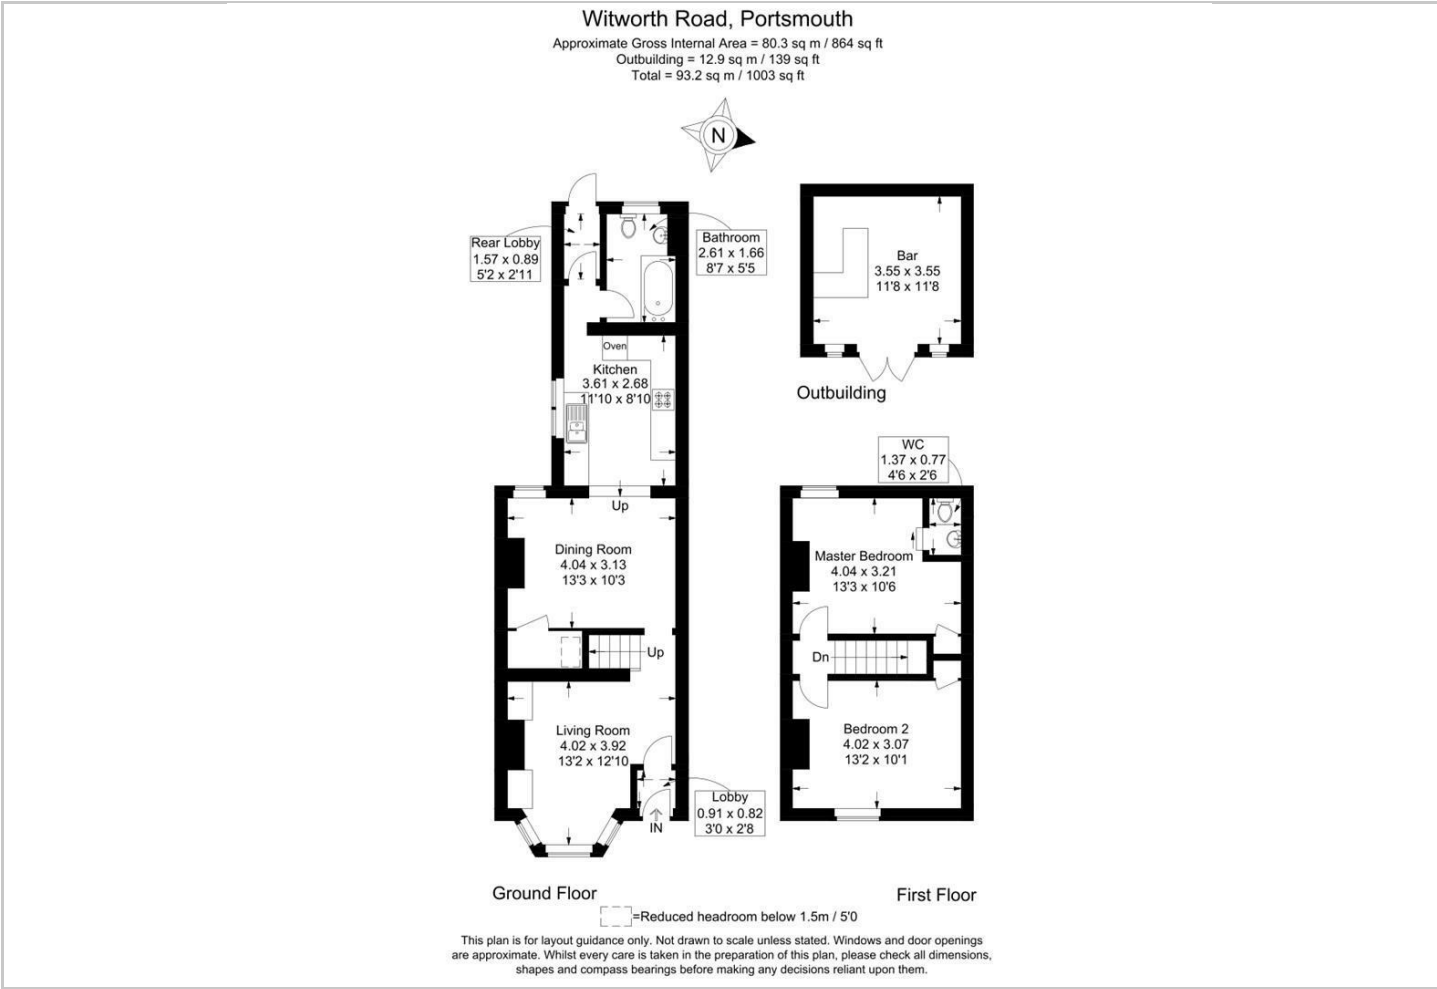 Witworth Road, Portsmouth
Approximate Gross Internal Area = 80.3 sq m / 864 sq ft
Outbuilding = 12.9 sq m / 139 sq ft
Total = 93.2 sq m / 1003 sq ft
N
Rear Lobby
1.57 x 0.89
5'2 x 2'11
Bathroom
2.61 x 1.66
8'7 x 5'5
Oven
Kitchen
3.61 x 2.68
11'10 x 8'10
Up
Dining Room
4.04 x 3.13
13'3 x 10'3
Up
Living Room
4.02 x 3.92
13'2 x 12'10
Lobby
0.91 x 0.82
3'0 x 2'8
IN
Ground Floor
Bar
3.55 x 3.55
11'8 x 11'8
Outbuilding
WC
1.37 x 0.77
4'6 x 2'6
Master Bedroom
4.04 x 3.21
13'3 x 10'6
Dn
Bedroom 2
4.02 x 3.07
13'2 x 10'1
First Floor
=Reduced headroom below 1.5m / 5'0
This plan is for layout guidance only. Not drawn to scale unless stated. Windows and door openings
are approximate. Whilst every care is taken in the preparation of this plan, please check all dimensions,
shapes and compass bearings before making any decisions reliant upon them.